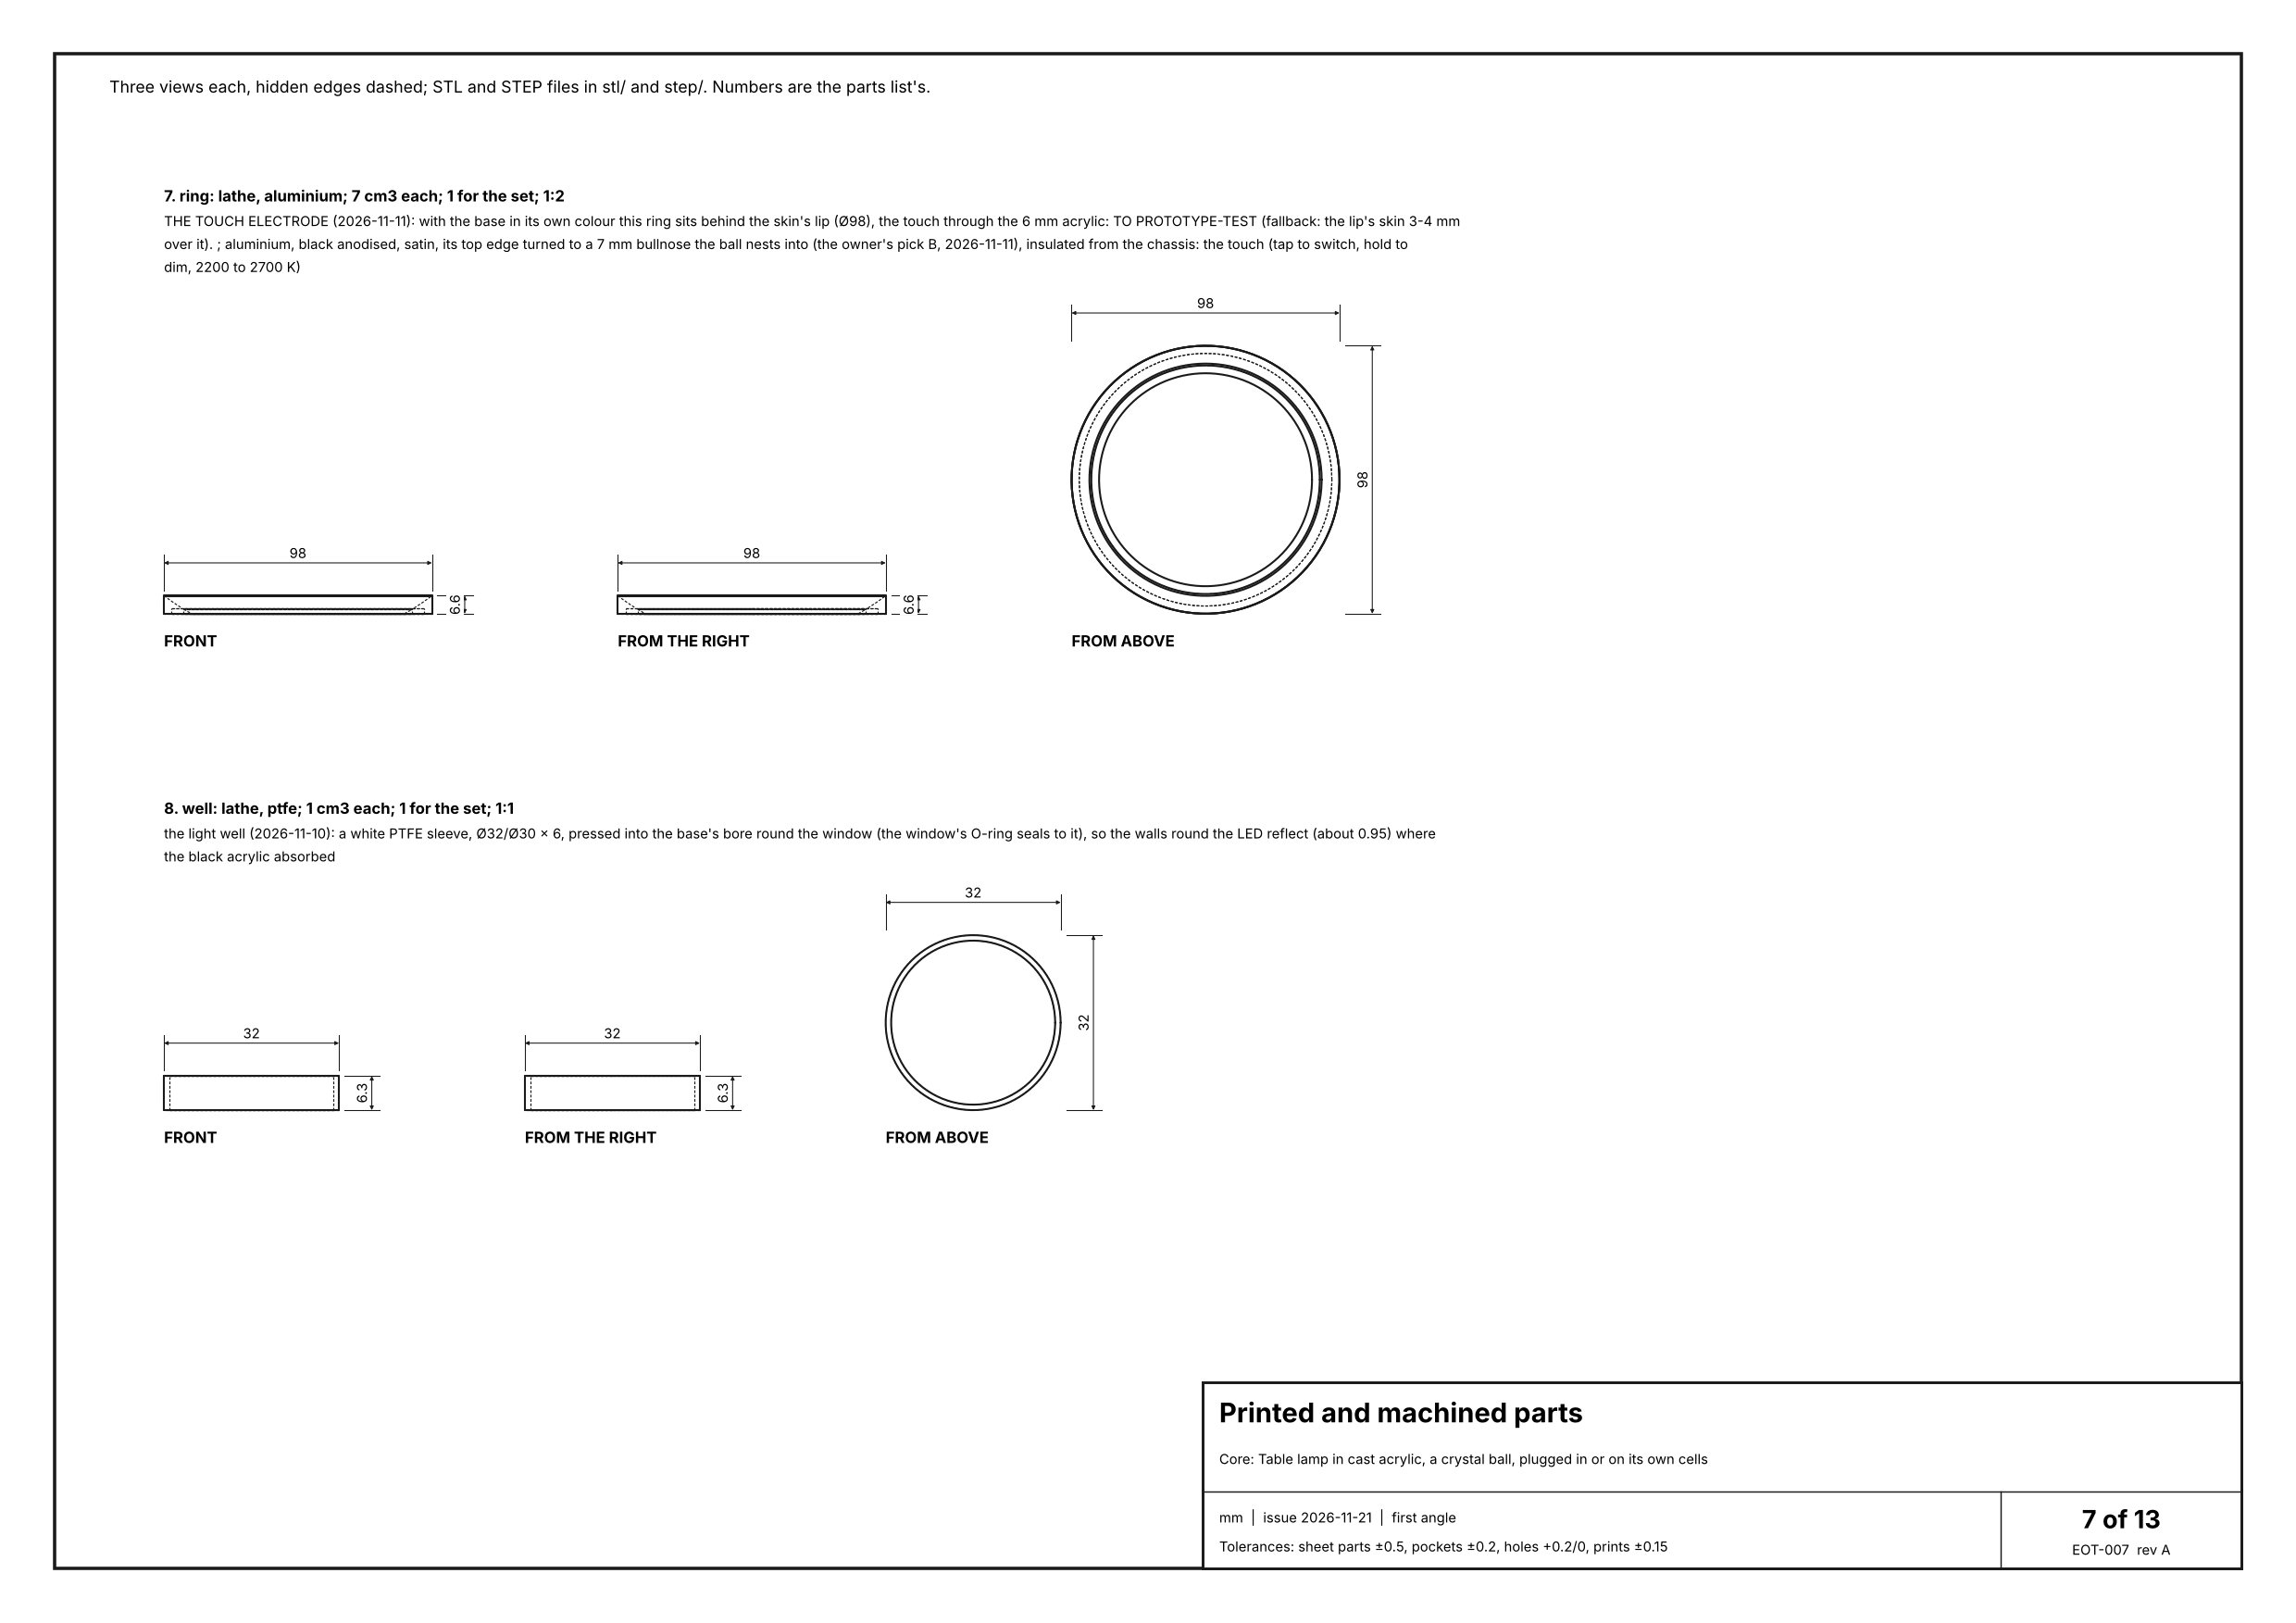 Three views each, hidden edges dashed; STL and STEP files in stl/ and step/. Numbers are the parts list's.
7. ring: lathe, aluminium; 7 cm3 each; 1 for the set; 1:2
THE TOUCH ELECTRODE (2026-11-11): with the base in its own colour this ring sits behind the skin's lip (Ø98), the touch through the 6 mm acrylic: TO PROTOTYPE-TEST (fallback: the lip's skin 3-4 mm
over it). ; aluminium, black anodised, satin, its top edge turned to a 7 mm bullnose the ball nests into (the owner's pick B, 2026-11-11), insulated from the chassis: the touch (tap to switch, hold to
dim, 2200 to 2700 K)
98
98
98
6.6
98
6.6
FRONT
FROM THE RIGHT
FROM ABOVE
8. well: lathe, ptfe; 1 cm3 each; 1 for the set; 1:1
the light well (2026-11-10): a white PTFE sleeve, Ø32/Ø30 × 6, pressed into the base's bore round the window (the window's O-ring seals to it), so the walls round the LED reflect (about 0.95) where
the black acrylic absorbed
32
32
32
32
6.3
6.3
FRONT
FROM THE RIGHT
FROM ABOVE
Printed and machined parts
Core: Table lamp in cast acrylic, a crystal ball, plugged in or on its own cells
mm | issue 2026-11-21 | first angle
Tolerances: sheet parts ±0.5, pockets ±0.2, holes +0.2/0, prints ±0.15
7 of 13
EOT-007 rev A